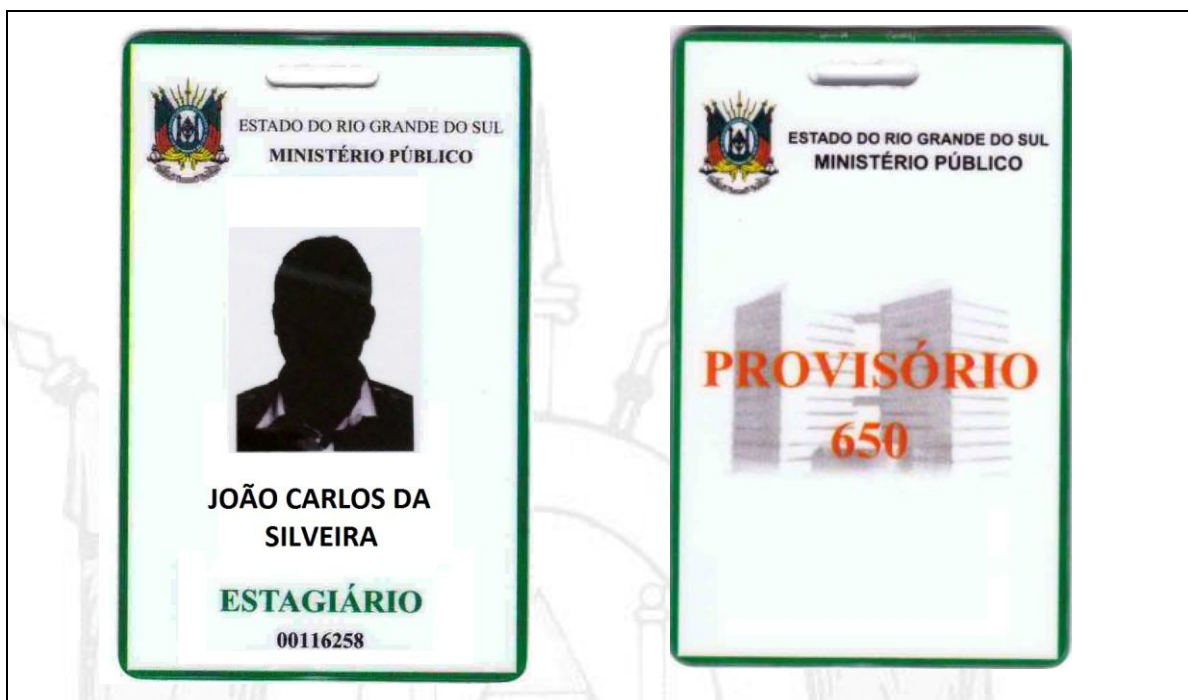 ESTADO DO RIO GRANDE DO SUL
MINISTÉRIO PÚBLICO
JOÃO CARLOS DA
SILVEIRA
ESTAGIÁRIO
00116258
ESTADO DO RIO GRANDE DO SUL
MINISTÉRIO PÚBLICO
PROVISÓRIO
650